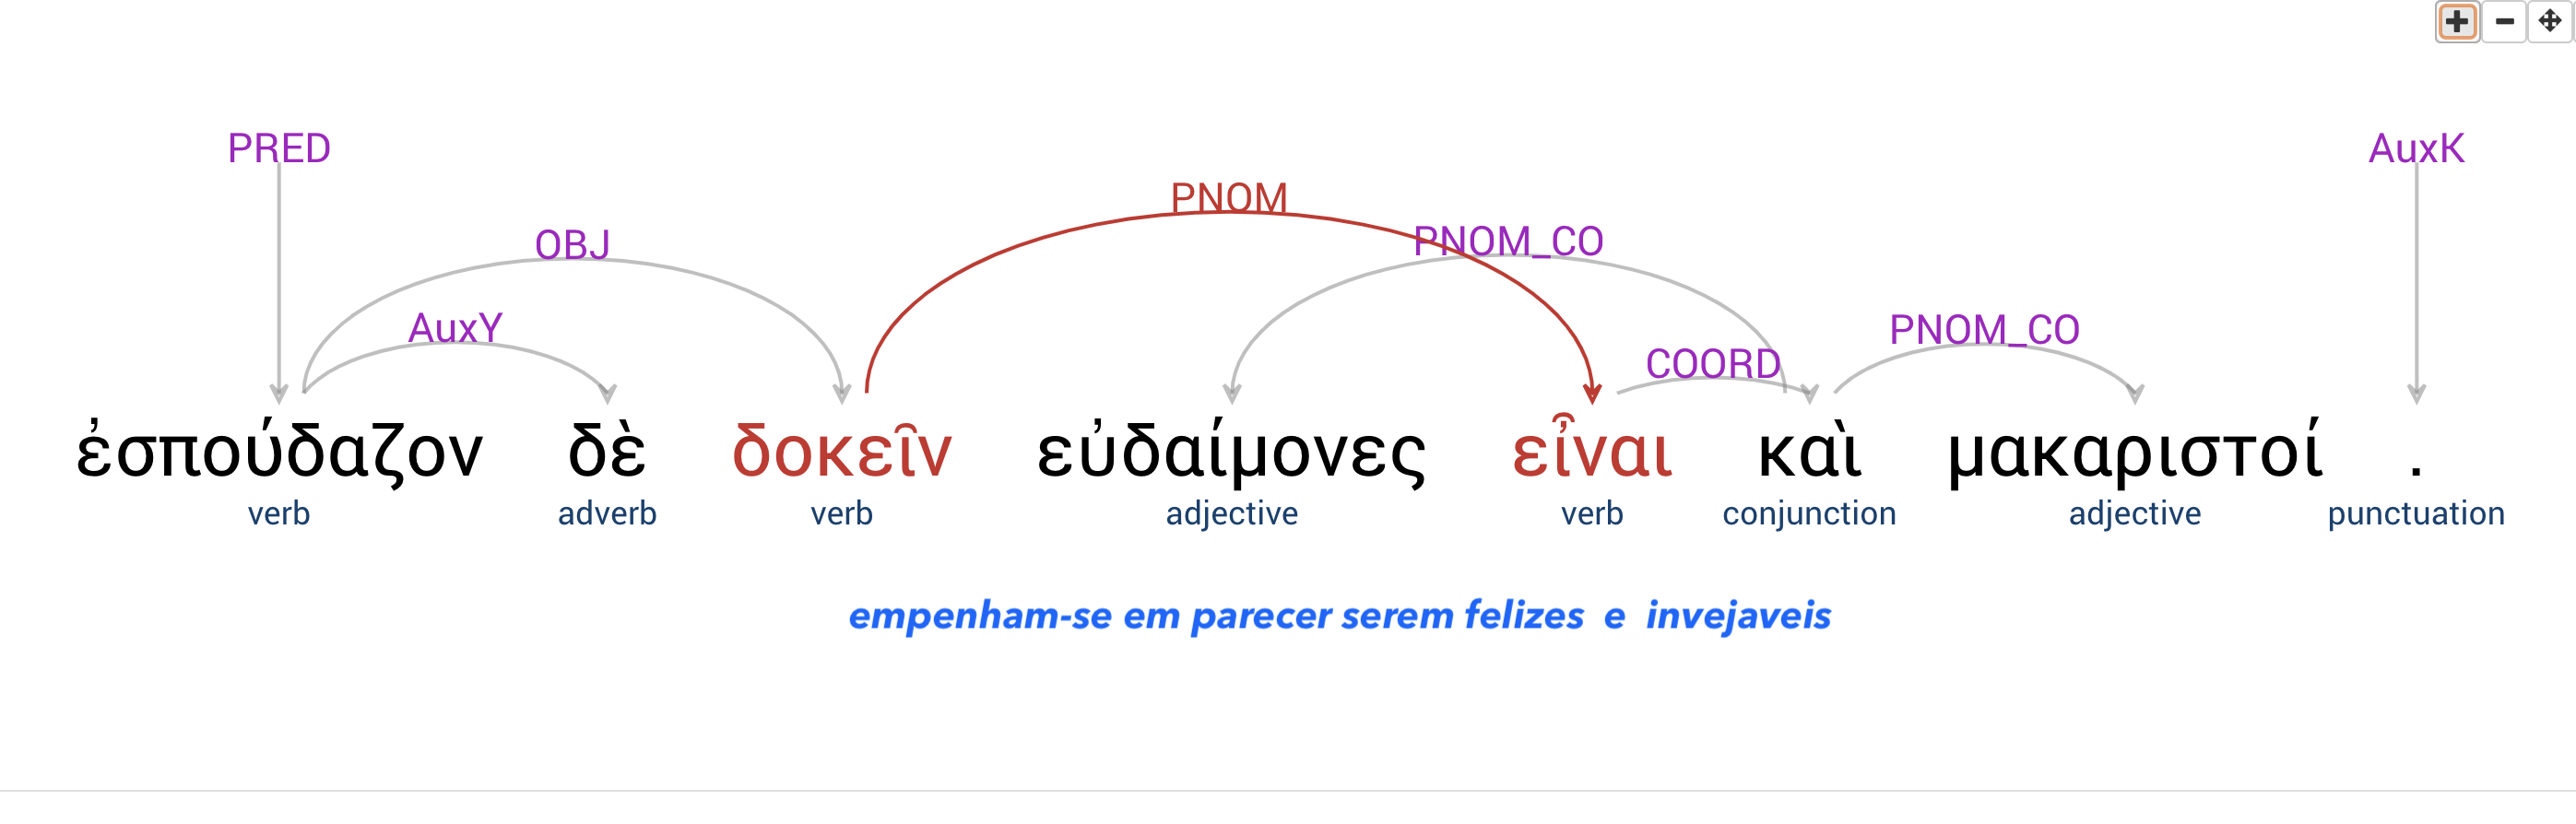 PRED
AuxK
PNOM
OBJ
PNOM_CO
AuxY
PNOM_CO
COORD
ἐσπούδαζον δὲ δοκεῖν εὐδαίμονες εἶναι καὶ μακαριστοί .
verb adverb verb adjective verb conjunction adjective punctuation
empenham-se em parecer serem felizes e invejaveis